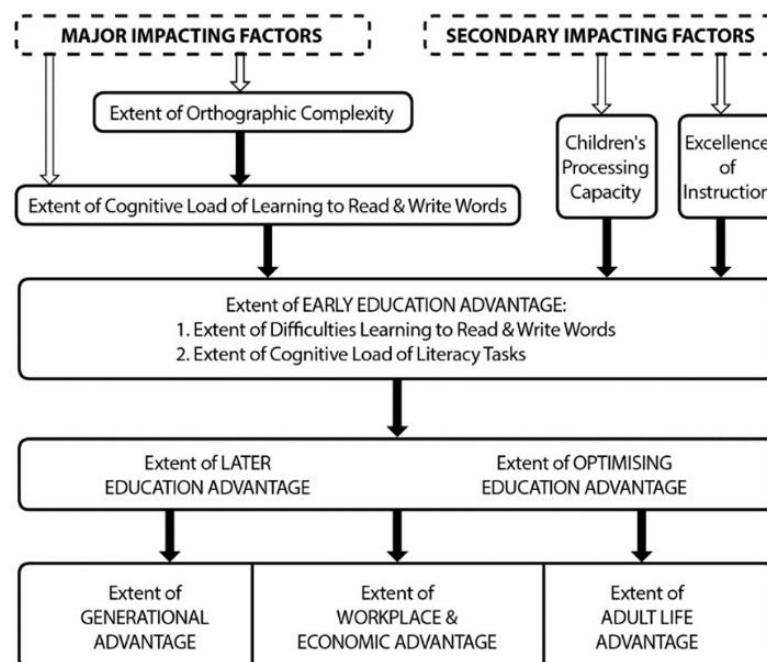 MAJOR IMPACTING FACTORS
SECONDARY IMPACTING FACTORS
Extent of Orthographic Complexity
Children's
Processing
Capacity
Excellence
of
Instruction
Extent of Cognitive Load of Learning to Read & Write Words
Extent of EARLY EDUCATION ADVANTAGE:
1. Extent of Difficulties Learning to Read & Write Words
2. Extent of Cognitive Load of Literacy Tasks
Extent of LATER
EDUCATION ADVANTAGE
Extent of OPTIMISING
EDUCATION ADVANTAGE
Extent of
GENERATIONAL
ADVANTAGE
Extent of
WORKPLACE &
ECONOMIC ADVANTAGE
Extent of
ADULT LIFE
ADVANTAGE